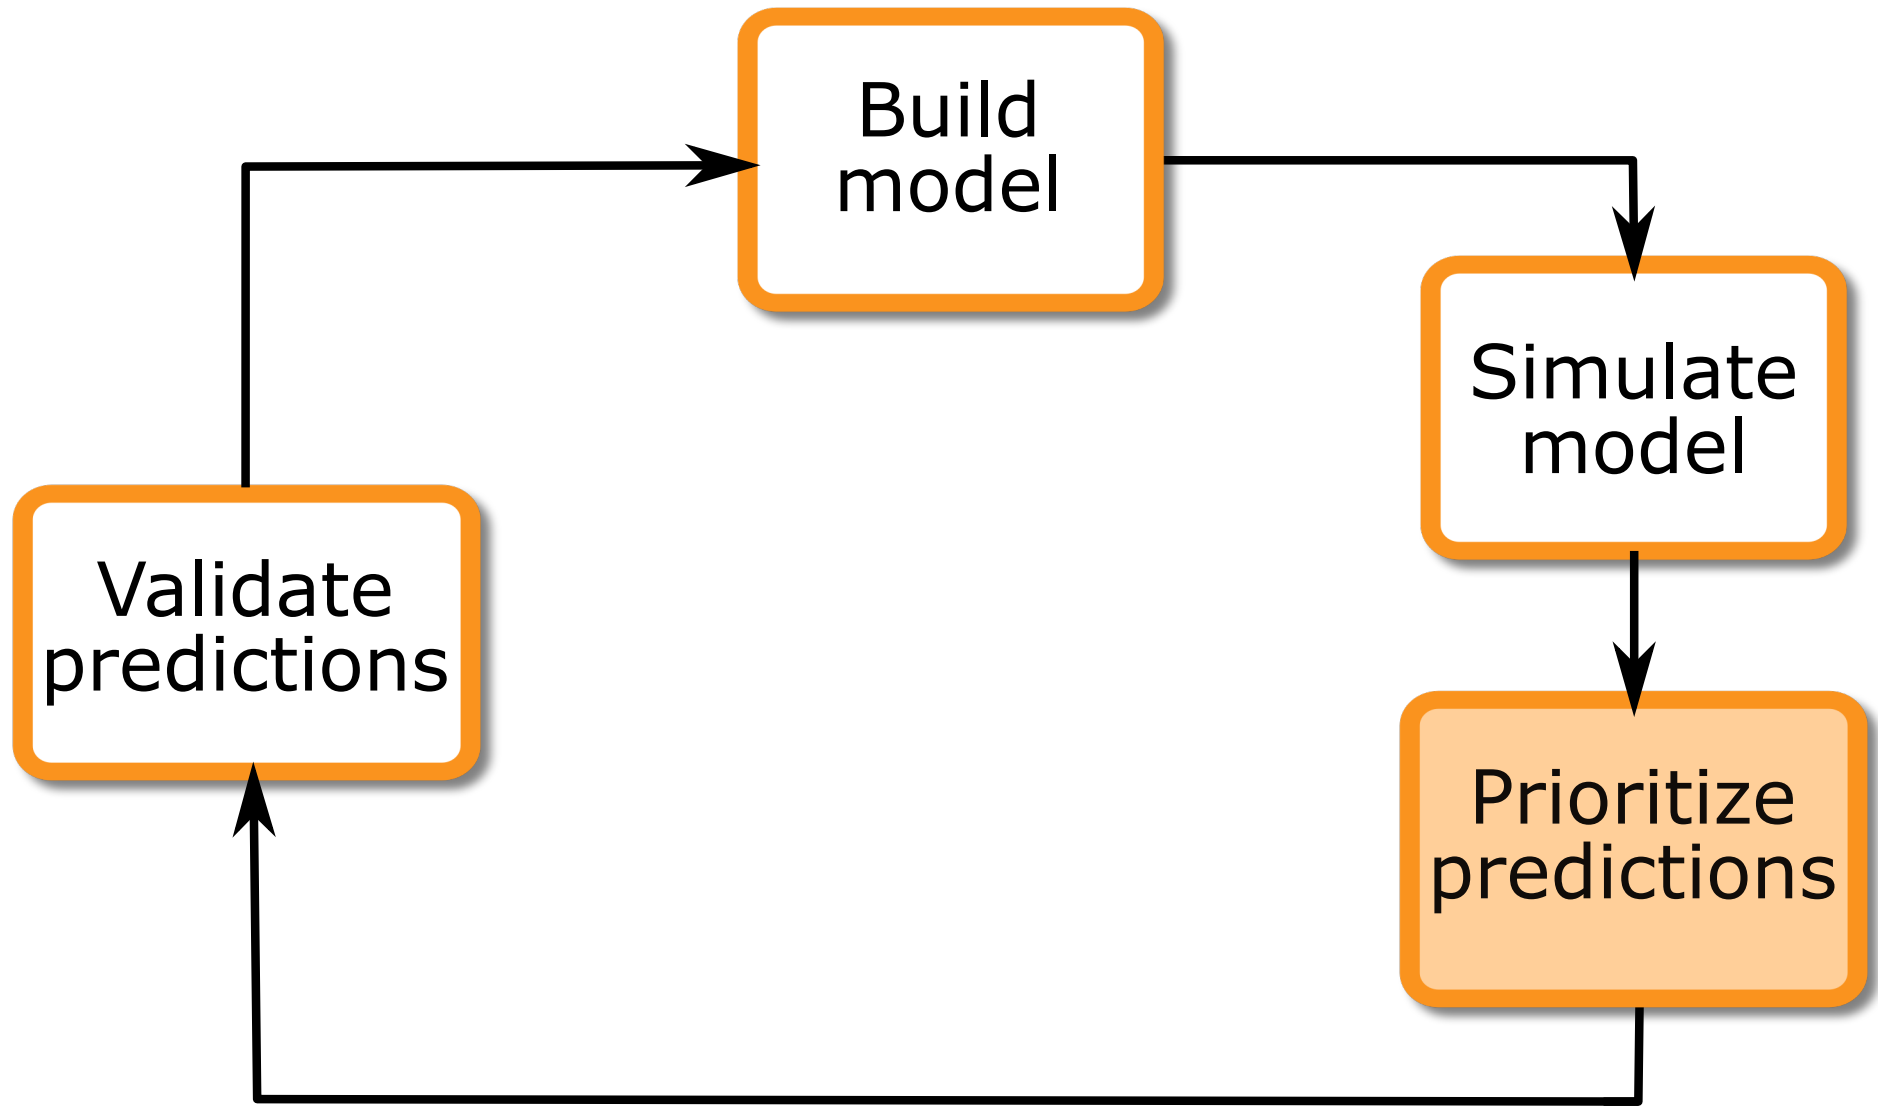 Build
model
Simulate
model
Validate
predictions
Prioritize
predictions